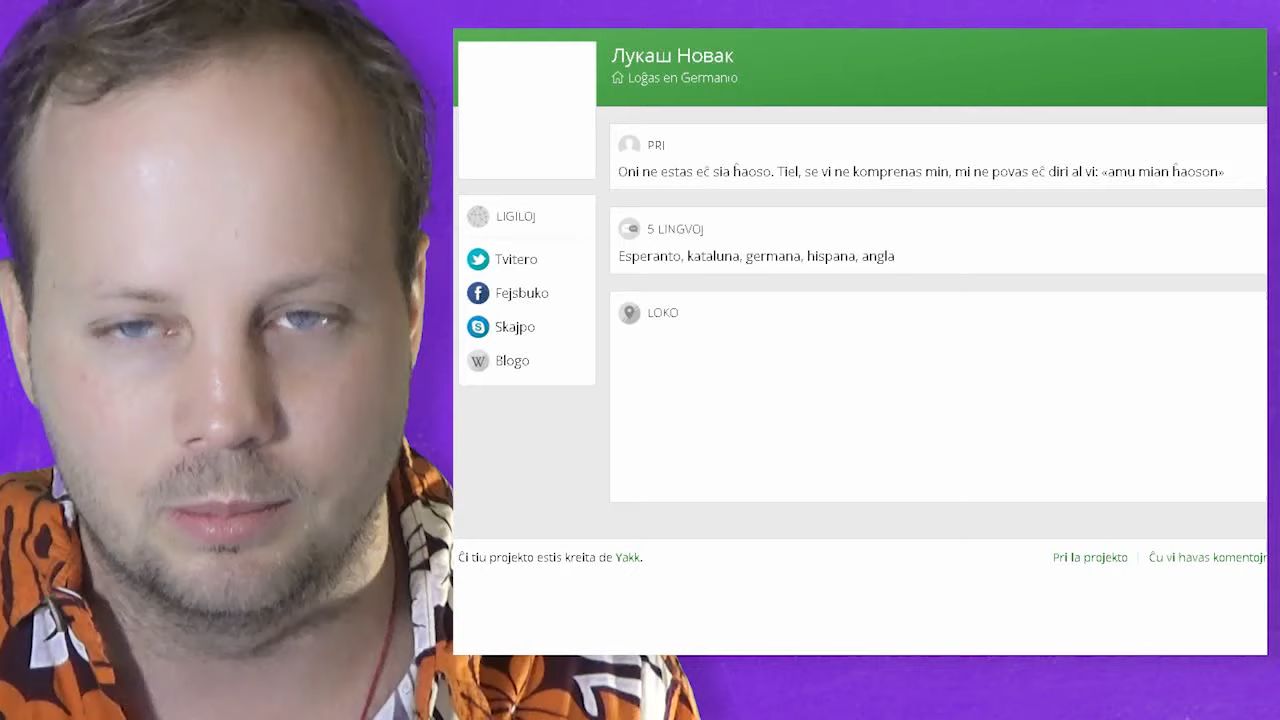 Лукаш Новак
Loĝas en Germanio
PRI
Oni ne estas eĉ sia ĥaoso. Tiel, se vi ne komprenas min, mi ne povas eĉ diri al vi: «amu mian ĥaoson»
LIGILOJ
Tvitero
Fejsbuko
Skajpo
Blogo
5 LINGVOJ
Esperanto, kataluna, germana, hispana, angla
LOKO
Ĉi tiu projekto estis kreita de Yakk.
Pri la projekto
Ĉu vi havas komentojn